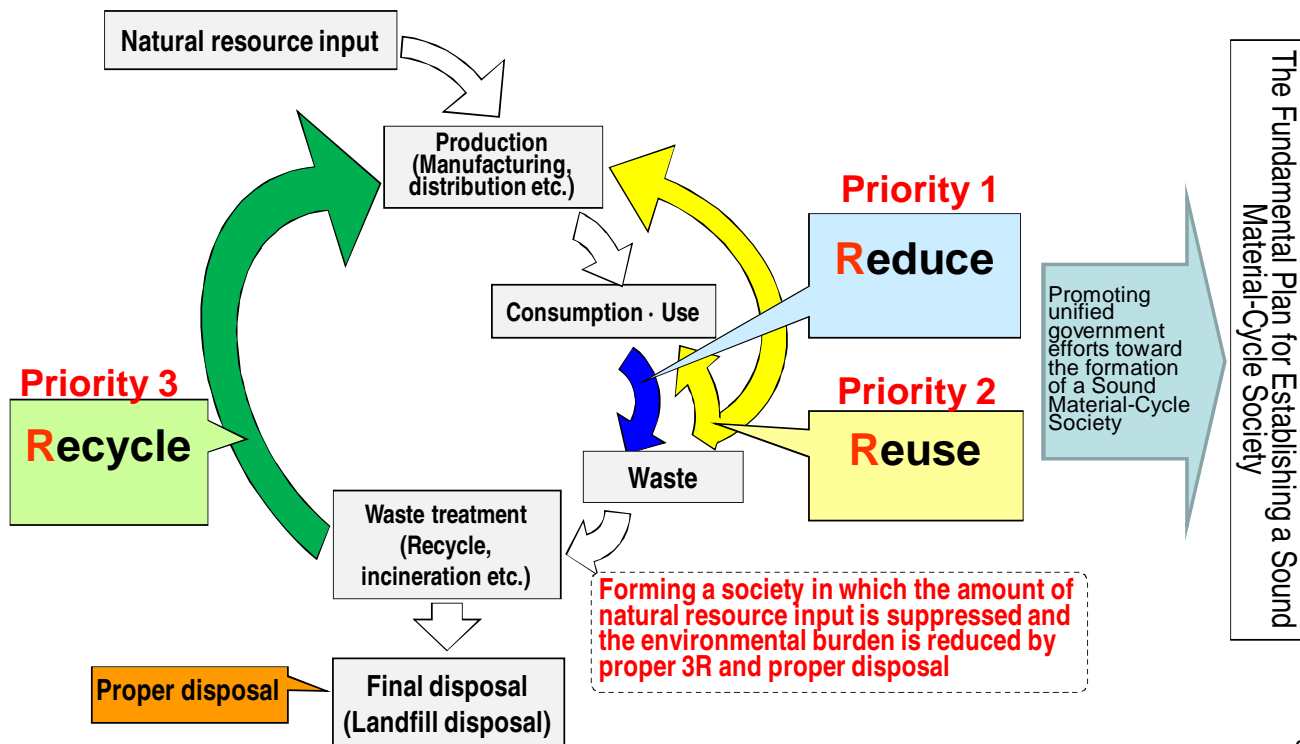 Natural resource input
Production
(Manufacturing,
distribution etc.)
Priority 1
Reduce
Consumption · Use
Priority 3
Recycle
Priority 2
Reuse
Waste
Waste treatment
(Recycle,
incineration etc.)
Forming a society in which the amount of
natural resource input is suppressed and
the environmental burden is reduced by
proper 3R and proper disposal
Proper disposal
Final disposal
(Landfill disposal)
Promoting
unified
government
efforts toward
the formation
of a Sound
Material-Cycle
Society
The Fundamental Plan for Establishing a Sound
Material-Cycle Society